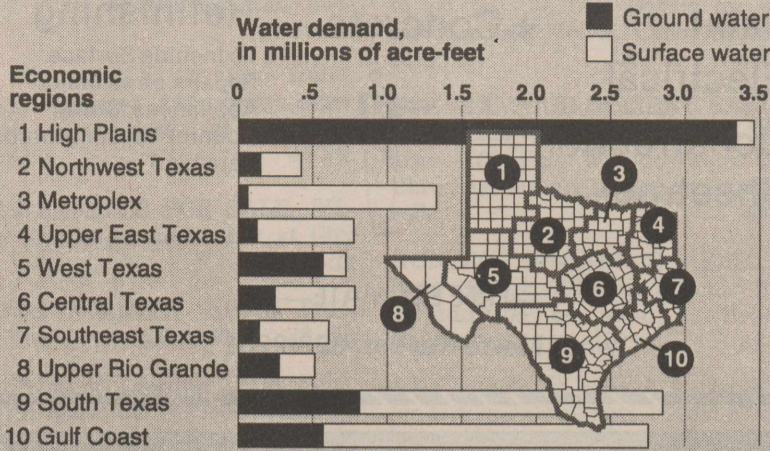 Water demand,
in millions of acre-feet
Ground water
Surface water
Economic
regions
0 .5 1.0 1.5 2.0 2.5 3.0 3.5
1 High Plains
2 Northwest Texas
3 Metroplex
4 Upper East Texas
5 West Texas
6 Central Texas
7 Southeast Texas
8 Upper Rio Grande
9 South Texas
10 Gulf Coast
1
3
2
4
5
6
7
8
9
10